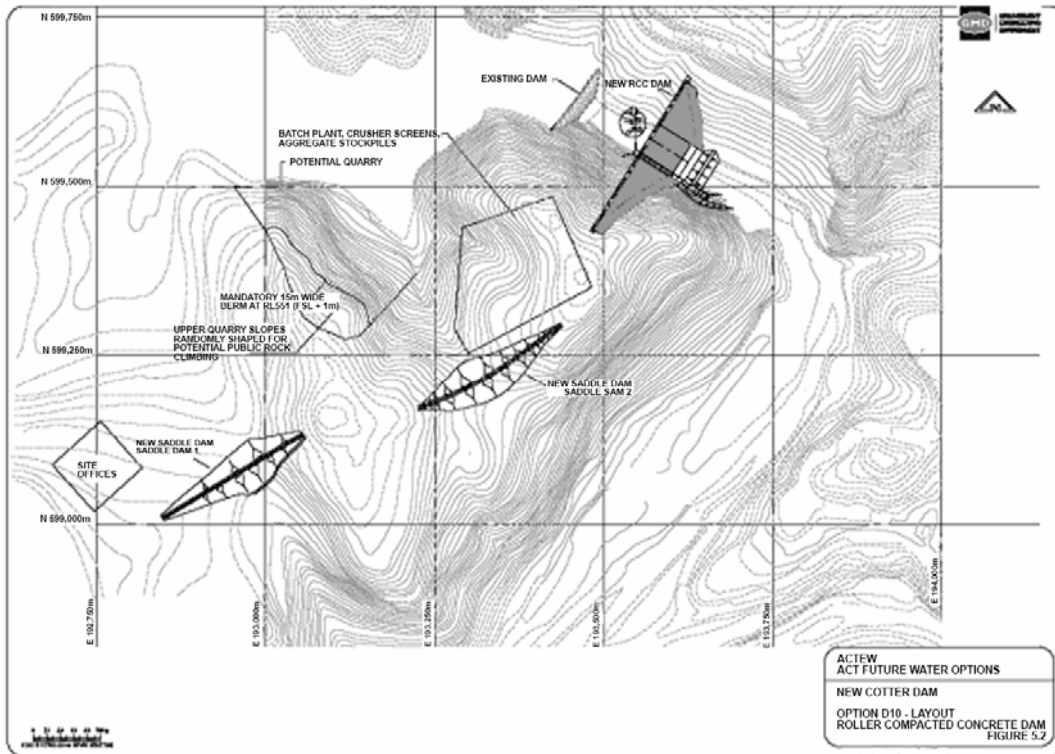 N 599,750m
GMD
EXISTING DAM
NEW RCC DAM
BATCH PLANT, CRUSHER SCREENS,
AGGREGATE STOCKPILES
POTENTIAL QUARRY
N 599,500m
MANDATORY 15m WIDE
BERM AT RL551 (FSL + 1m)
UPPER QUARRY SLOPES
RANDOMLY SHAPED FOR
POTENTIAL PUBLIC ROCK
CLIMBING
N 599,250m
NEW SADDLE DAM
SADDLE SAM 2
NEW SADDLE DAM
SADDLE DAM 1
SITE
OFFICES
N 599,000m
E 192,750m
E 193,000m
E 193,250m
E 193,500m
E 193,750m
E 194,000m
ACTEW
ACT FUTURE WATER OPTIONS
NEW COTTER DAM
OPTION D10 - LAYOUT
ROLLER COMPACTED CONCRETE DAM
FIGURE 5.2